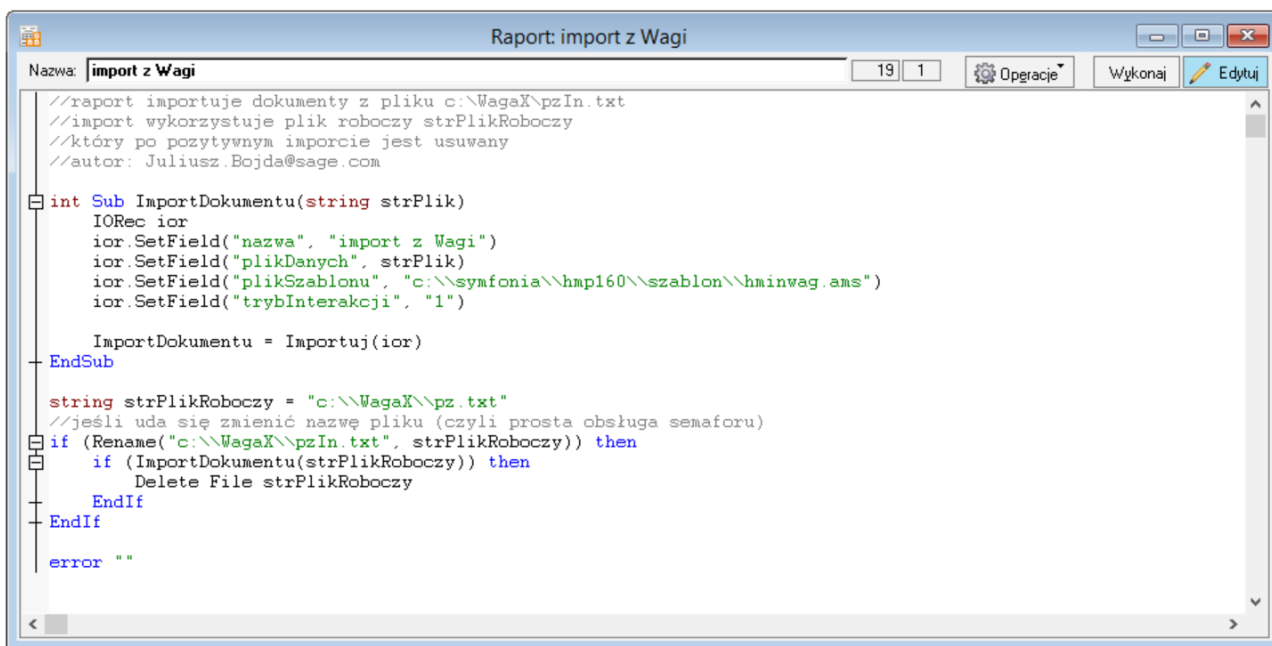 Raport: import z Wagi
Nazwa: import z Wagi 19 1 Operacje Wykonaj Edytuj
//raport importuje dokumenty z pliku c:\WagaX\pzIn.txt
//import wykorzystuje plik roboczy strPlikRoboczy
//który po pozytywnym imporcie jest usuwany
//autor: Juliusz.Bojda@sage.com
int Sub ImportDokumentu(string strPlik)
IORec ior
ior.SetField("nazwa", "import z Wagi")
ior.SetField("plikDanych", strPlik)
ior.SetField("plikSzablonu", "c:\\symfonia\\hmp160\\szablon\\hminwag.ams")
ior.SetField("trybInterakcji", "1")
ImportDokumentu = Importuj(ior)
EndSub
string strPlikRoboczy = "c:\\WagaX\\pz.txt"
//jeśli uda się zmienić nazwę pliku (czyli prosta obsługa semaforu)
if (Rename("c:\\WagaX\\pzIn.txt", strPlikRoboczy)) then
if (ImportDokumentu(strPlikRoboczy)) then
Delete File strPlikRoboczy
EndIf
EndIf
error ""